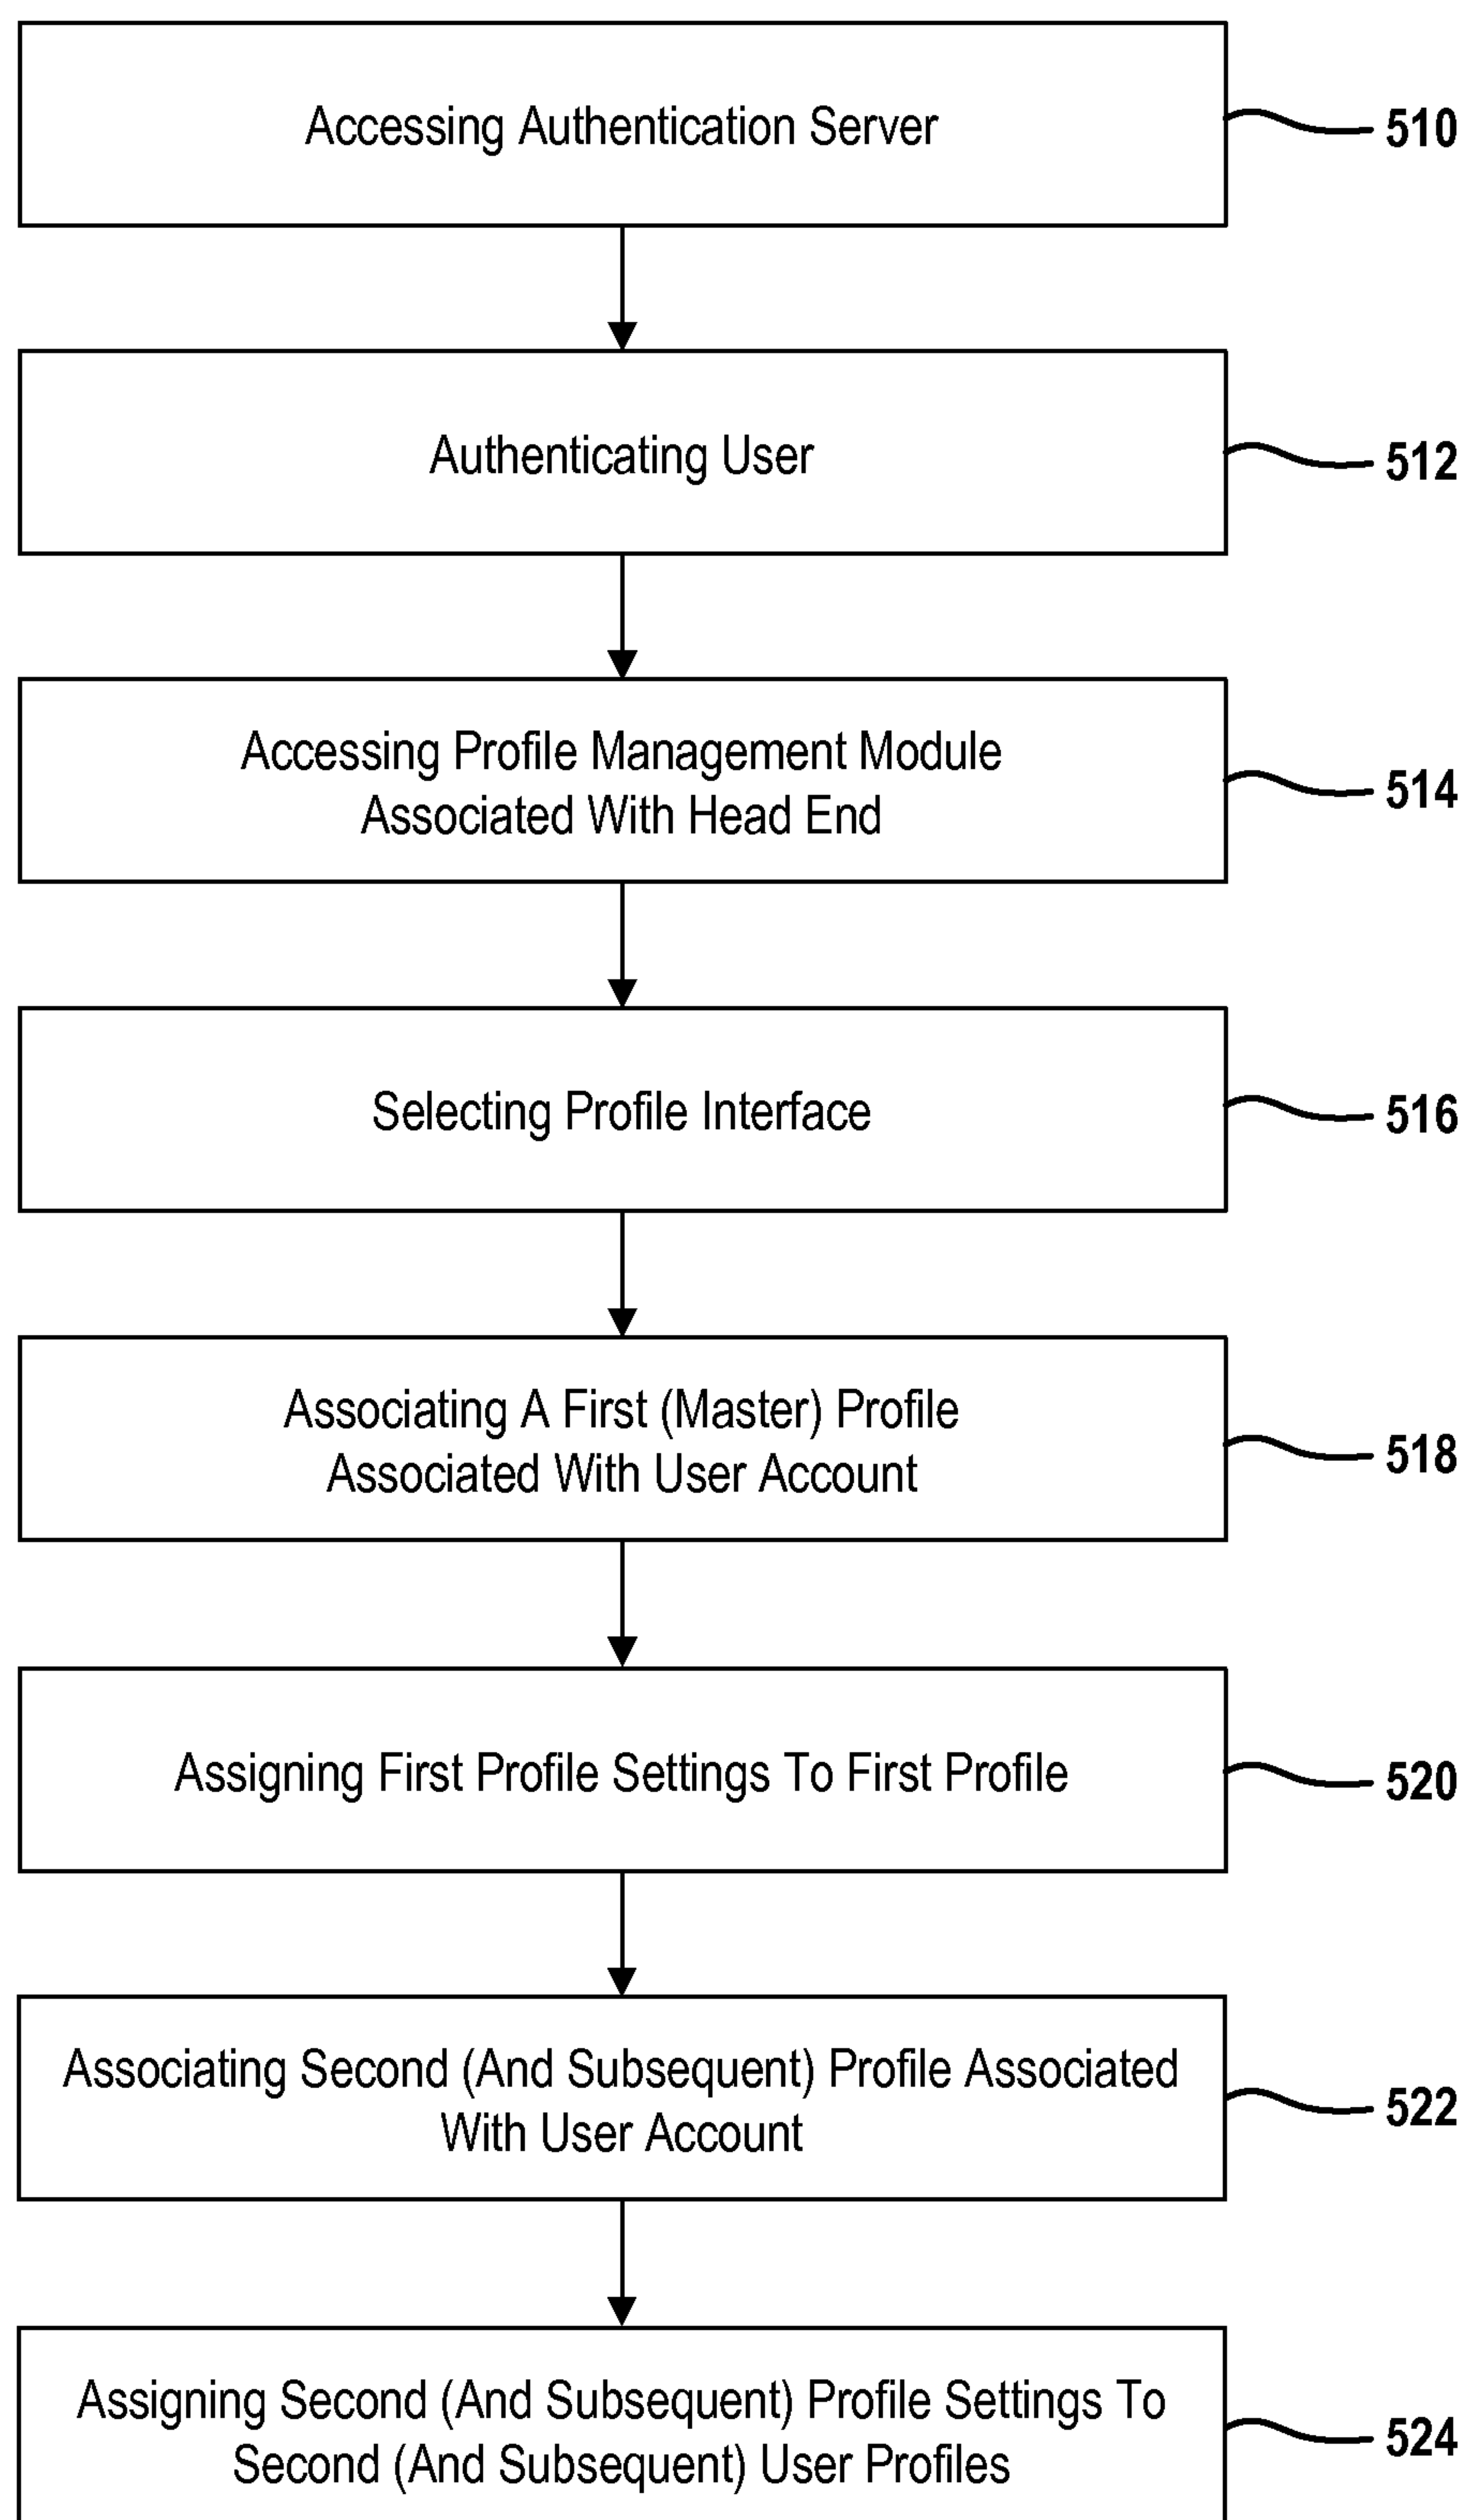 Accessing Authentication Server
510
Authenticating User
512
Accessing Profile Management Module
Associated With Head End
514
Selecting Profile Interface
516
Associating A First (Master) Profile
Associated With User Account
518
Assigning First Profile Settings To First Profile
520
Associating Second (And Subsequent) Profile Associated
With User Account
522
Assigning Second (And Subsequent) Profile Settings To
Second (And Subsequent) User Profiles
524